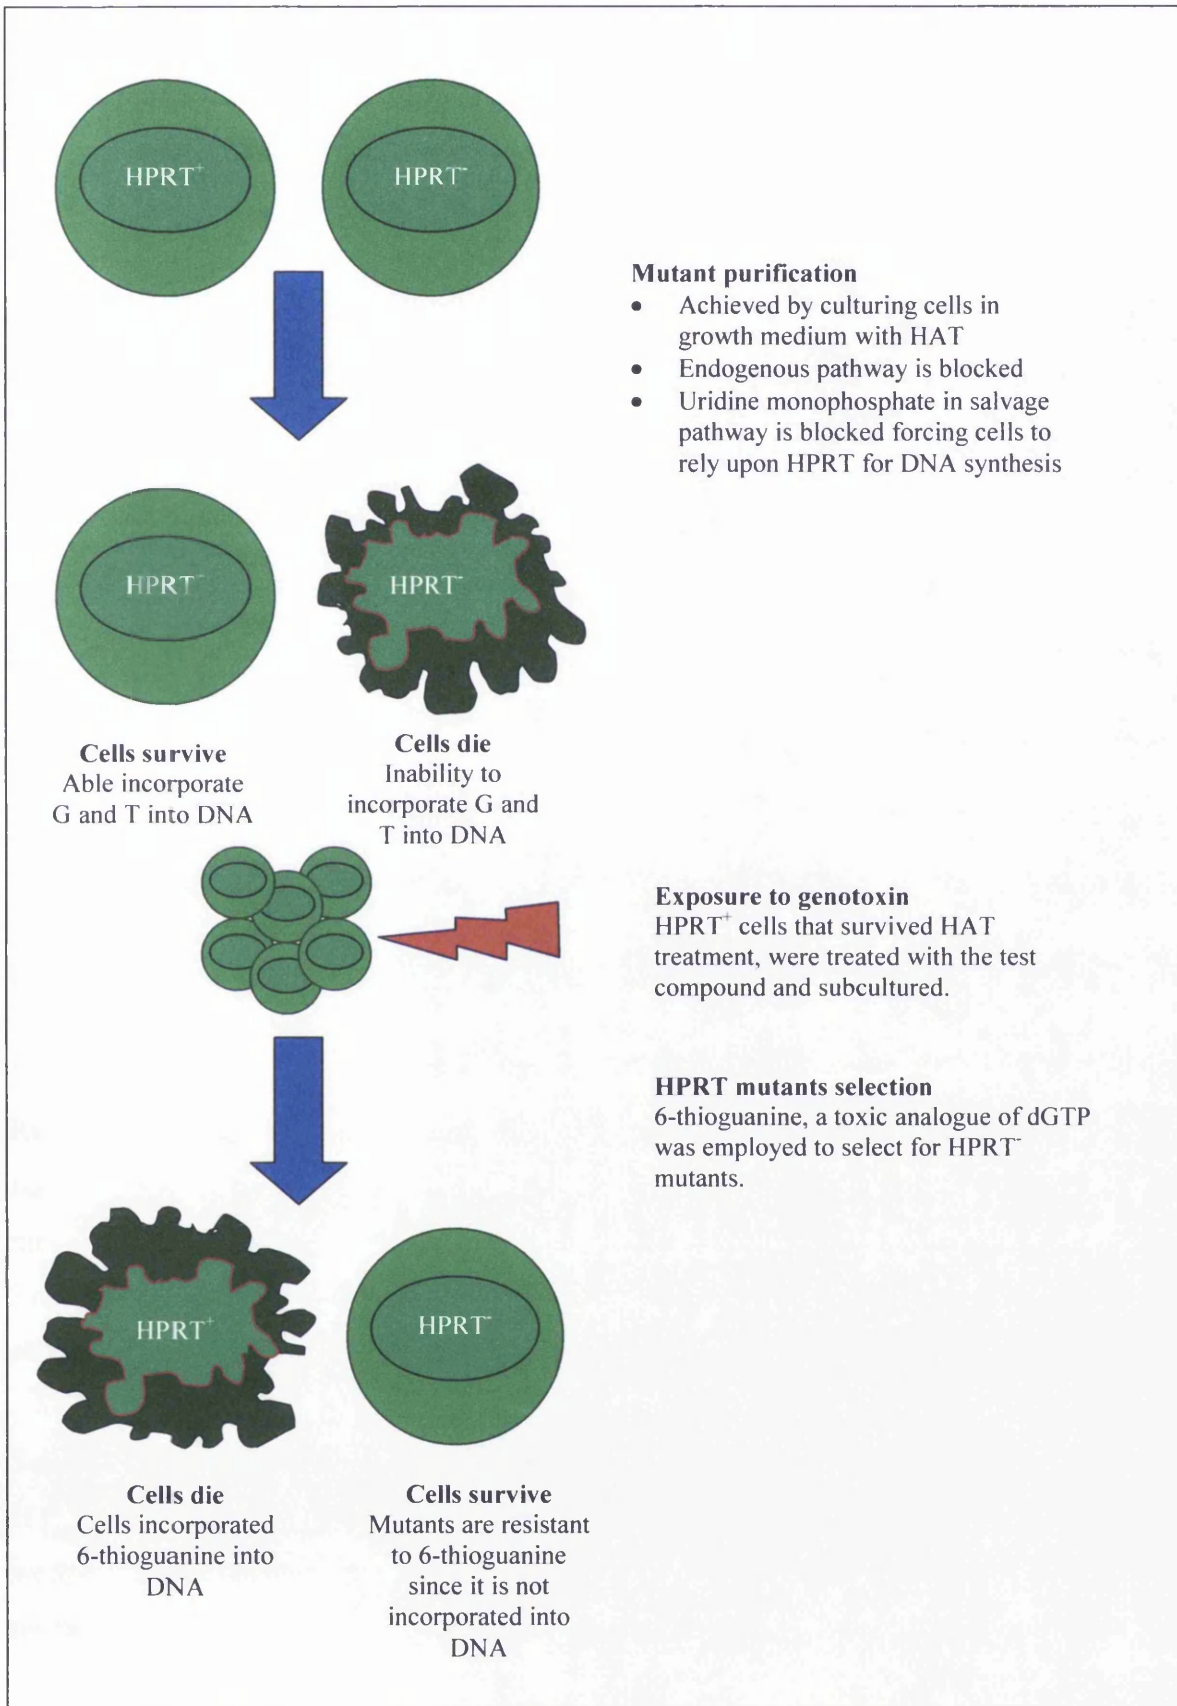 HPRT⁺
HPRT⁻
Mutant purification
• Achieved by culturing cells in
growth medium with HAT
• Endogenous pathway is blocked
• Uridine monophosphate in salvage
pathway is blocked forcing cells to
rely upon HPRT for DNA synthesis
HPRT⁻
HPRT⁻
Cells survive
Able incorporate
G and T into DNA
Cells die
Inability to
incorporate G and
T into DNA
Exposure to genotoxin
HPRT⁺ cells that survived HAT
treatment, were treated with the test
compound and subcultured.
HPRT mutants selection
6-thioguanine, a toxic analogue of dGTP
was employed to select for HPRT⁻
mutants.
HPRT⁺
HPRT⁻
Cells die
Cells incorporated
6-thioguanine into
DNA
Cells survive
Mutants are resistant
to 6-thioguanine
since it is not
incorporated into
DNA